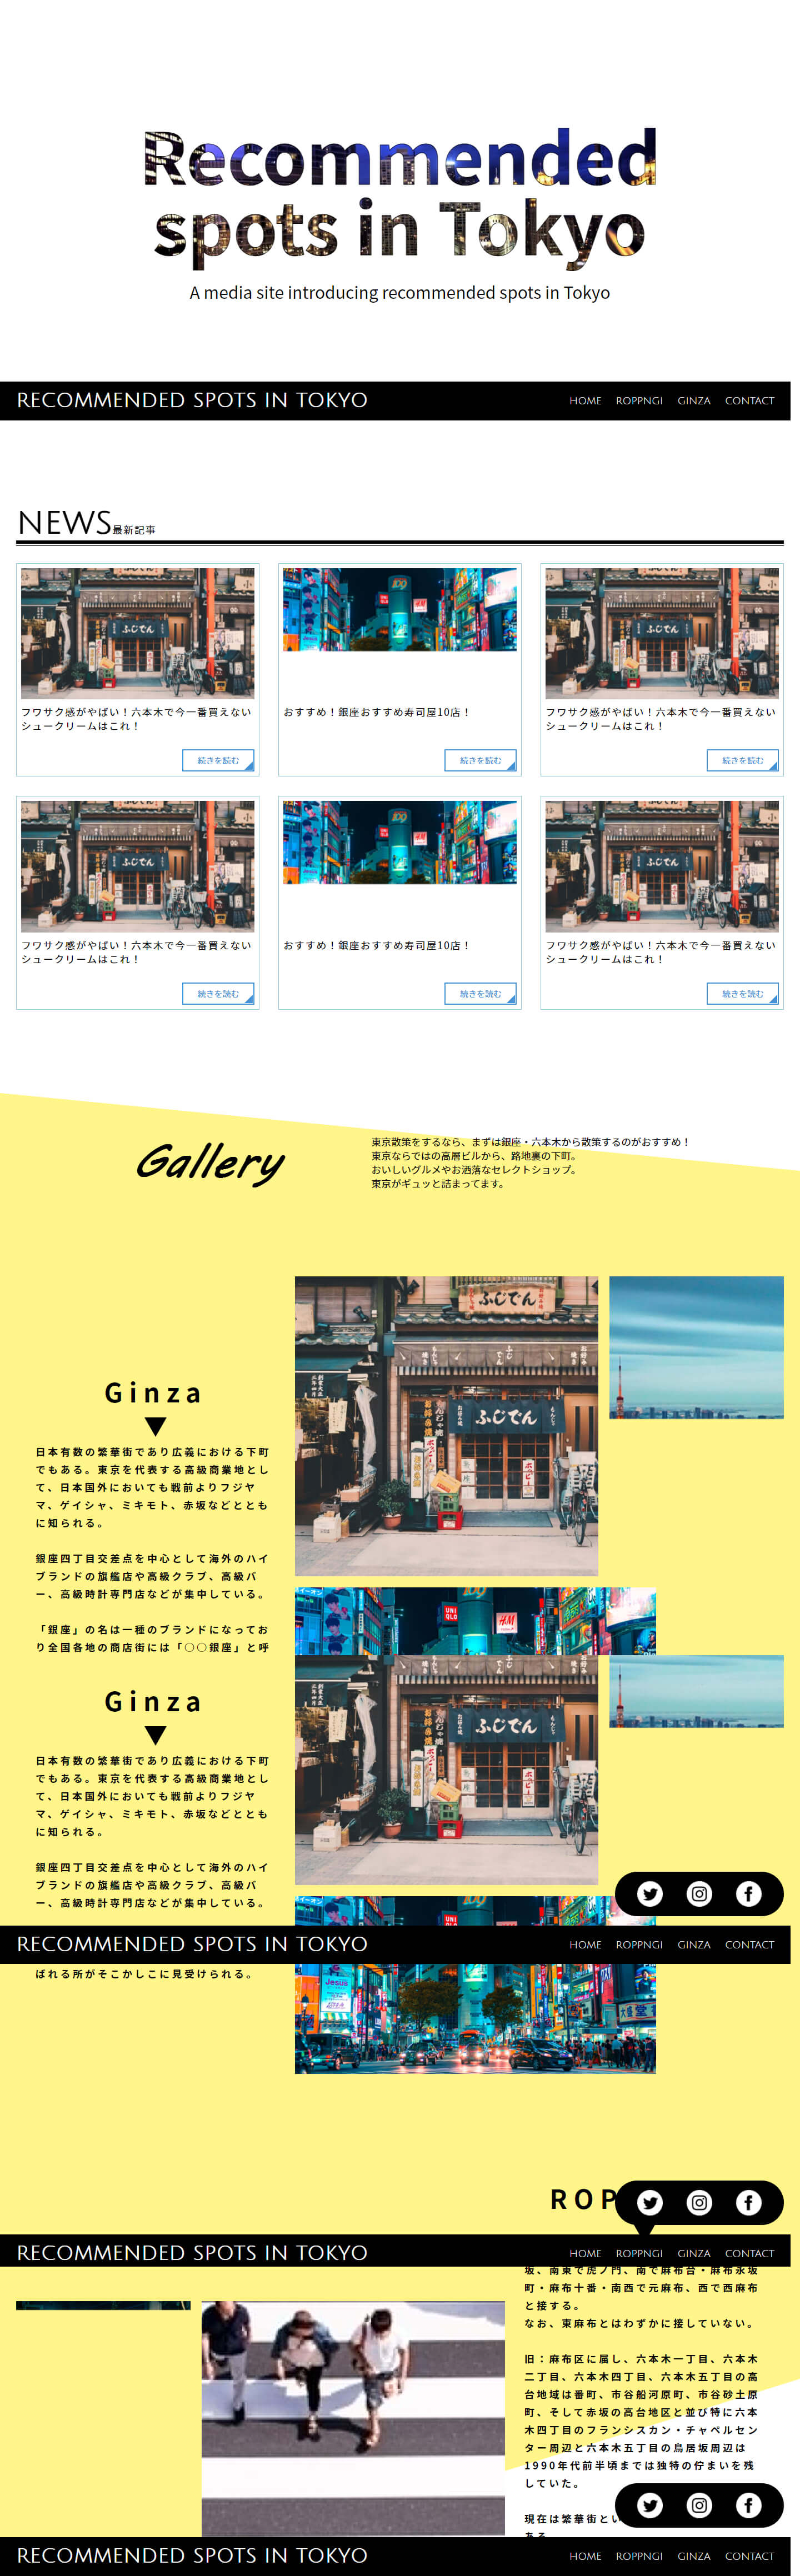 Recommended
spots in Tokyo
A media site introducing recommended spots in Tokyo
RECOMMENDED SPOTS IN TOKYO
HOME ROPPNGI GINZA CONTACT
NEWS最新記事
フワサク感がやばい！六本木で今一番買えない
シュークリームはこれ！
続きを読む
おすすめ！銀座おすすめ寿司屋10店！
続きを読む
フワサク感がやばい！六本木で今一番買えない
シュークリームはこれ！
続きを読む
フワサク感がやばい！六本木で今一番買えない
シュークリームはこれ！
続きを読む
おすすめ！銀座おすすめ寿司屋10店！
続きを読む
フワサク感がやばい！六本木で今一番買えない
シュークリームはこれ！
続きを読む
Gallery
東京散策をするなら、まずは銀座・六本木から散策するのがおすすめ！
東京ならではの高層ビルから、路地裏の下町。
おいしいグルメやお洒落なセレクトショップ。
東京がギュッと詰まってます。
ふじでん
ふじでん
Ginza
日本有数の繁華街であり広義における下町
でもある。東京を代表する高級商業地とし
て、日本国外においても戦前よりフジヤ
マ、ゲイシャ、ミキモト、赤坂などととも
に知られる。
銀座四丁目交差点を中心として海外のハイ
ブランドの旗艦店や高級クラブ、高級バ
ー、高級時計専門店などが集中している。
「銀座」の名は一種のブランドになってお
り全国各地の商店街には「〇〇銀座」と呼
UNI
QLO
H&M
ふじでん
Ginza
日本有数の繁華街であり広義における下町
でもある。東京を代表する高級商業地とし
て、日本国外においても戦前よりフジヤ
マ、ゲイシャ、ミキモト、赤坂などととも
に知られる。
銀座四丁目交差点を中心として海外のハイ
ブランドの旗艦店や高級クラブ、高級バ
ー、高級時計専門店などが集中している。
RECOMMENDED SPOTS IN TOKYO
HOME ROPPNGI GINZA CONTACT
ばれる所がそこかしこに見受けられる。
Jesus
ROP
RECOMMENDED SPOTS IN TOKYO
HOME ROPPNGI GINZA CONTACT
坂、南東で虎ノ門、南で麻布台・麻布永坂
町・麻布十番・南西で元麻布、西で西麻布
と接する。
なお、東麻布とはわずかに接していない。
旧：麻布区に属し、六本木一丁目、六本木
二丁目、六本木四丁目、六本木五丁目の高
台地域は番町、市谷船河原町、市谷砂土原
町、そして赤坂の高台地区と並び特に六本
木四丁目のフランシスカン・チャペルセン
ター周辺と六本木五丁目の鳥居坂周辺は
1990年代前半頃までは独特の佇まいを残
していた。
現在は繁華街とい
ある
RECOMMENDED SPOTS IN TOKYO
HOME ROPPNGI GINZA CONTACT